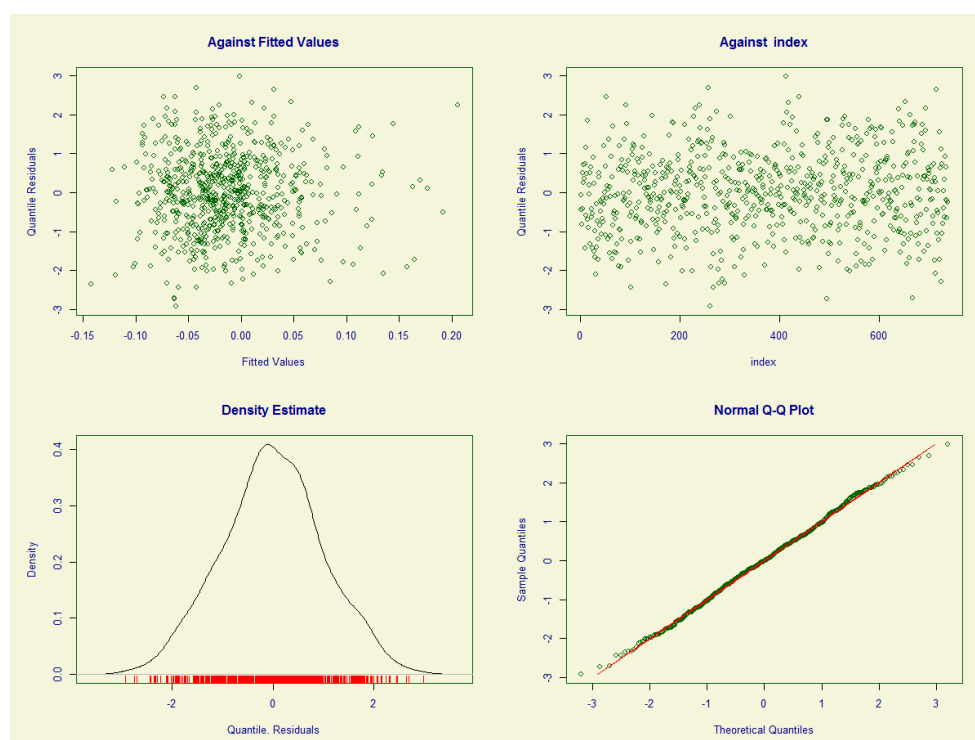 Against Fitted Values
Quantile Residuals
3
2
1
0
-1
-2
-3
-0.15 -0.10 -0.05 0.00 0.05 0.10 0.15 0.20
Fitted Values
Against index
Quantile Residuals
3
2
1
0
-1
-2
-3
0 200 400 600
index
Density Estimate
Density
0.4
0.3
0.2
0.1
0.0
-2 0 2
Quantile. Residuals
Normal Q-Q Plot
Sample Quantiles
3
2
1
0
-1
-2
-3
-3 -2 -1 0 1 2 3
Theoretical Quantiles